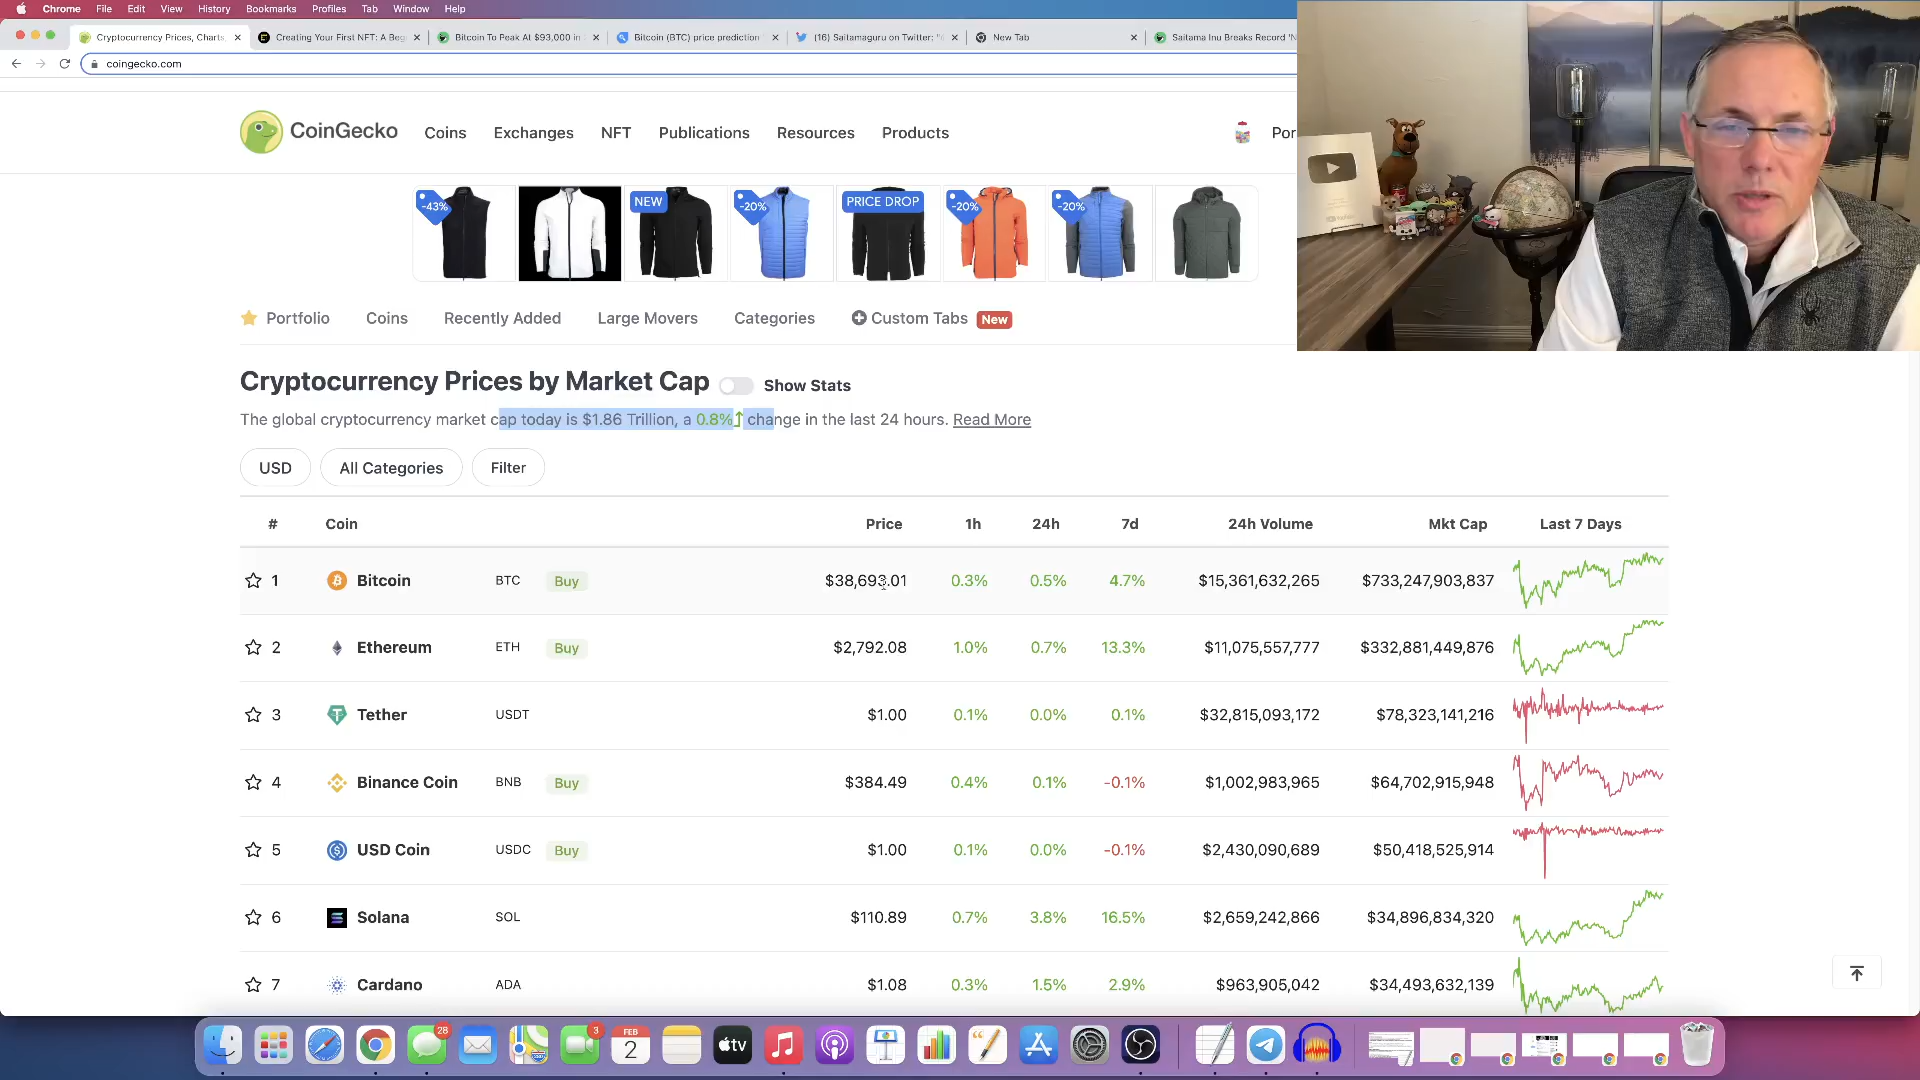 Chrome File Edit View History Bookmarks Profiles Tab Window Help
Cryptocurrency Prices, Charts, Creating Your First NFT: A Beg Bitcoin To Peak At $93,000 in Bitcoin (BTC) price prediction (16) Saitamaguru on Twitter: " New Tab Saitama Inu Breaks Record 'N
coingecko.com
CoinGecko Coins Exchanges NFT Publications Resources Products Por
-43% NEW -20% PRICE DROP -20% -20%
Portfolio Coins Recently Added Large Movers Categories Custom Tabs New
Cryptocurrency Prices by Market Cap Show Stats
The global cryptocurrency market cap today is $1.86 Trillion, a 0.8% change in the last 24 hours. Read More
USD All Categories Filter
# Coin Price 1h 24h 7d 24h Volume Mkt Cap Last 7 Days
1 Bitcoin BTC Buy $38,693.01 0.3% 0.5% 4.7% $15,361,632,265 $733,247,903,837
2 Ethereum ETH Buy $2,792.08 1.0% 0.7% 13.3% $11,075,557,777 $332,881,449,876
3 Tether USDT $1.00 0.1% 0.0% 0.1% $32,815,093,172 $78,323,141,216
4 Binance Coin BNB Buy $384.49 0.4% 0.1% -0.1% $1,002,983,965 $64,702,915,948
5 USD Coin USDC Buy $1.00 0.1% 0.0% -0.1% $2,430,090,689 $50,418,525,914
6 Solana SOL $110.89 0.7% 3.8% 16.5% $2,659,242,866 $34,896,834,320
7 Cardano ADA $1.08 0.3% 1.5% 2.9% $963,905,042 $34,493,632,139
28 3 FEB
2 tv